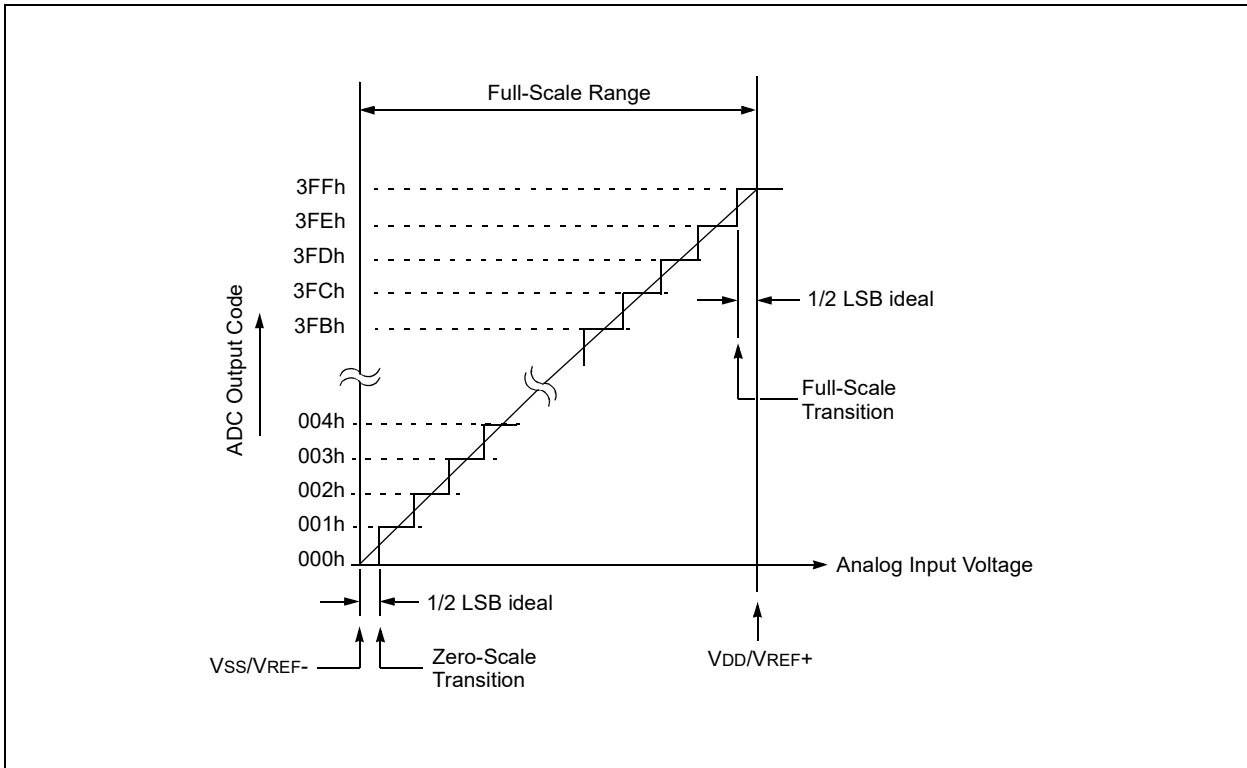 Full-Scale Range
3FFh
3FEh
3FDh
3FCh
3FBh
1/2 LSB ideal
ADC Output Code
Full-Scale
Transition
004h
003h
002h
001h
000h
Analog Input Voltage
1/2 LSB ideal
VSS/VREF-
Zero-Scale
Transition
VDD/VREF+